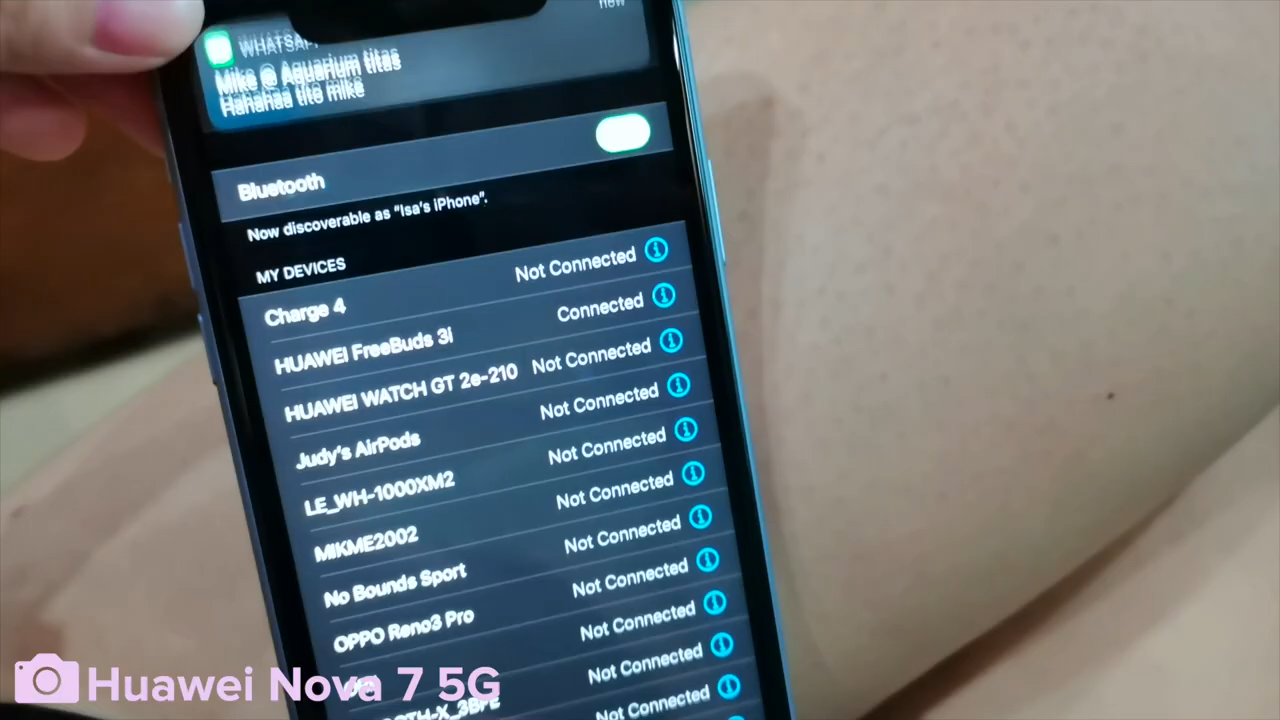 new
WHATSAPP
Mike @ Aquarium titas
Hahahaa tito mike
Bluetooth
Now discoverable as “Isa's iPhone”.
MY DEVICES
Charge 4 Not Connected
HUAWEI FreeBuds 3i Connected
HUAWEI WATCH GT 2e-210 Not Connected
Judy's AirPods Not Connected
LE_WH-1000XM2 Not Connected
MIKME2002 Not Connected
No Bounds Sport Not Connected
OPPO Reno3 Pro Not Connected
Not Connected
Not Connected
Not Connected
Huawei Nova 7 5G